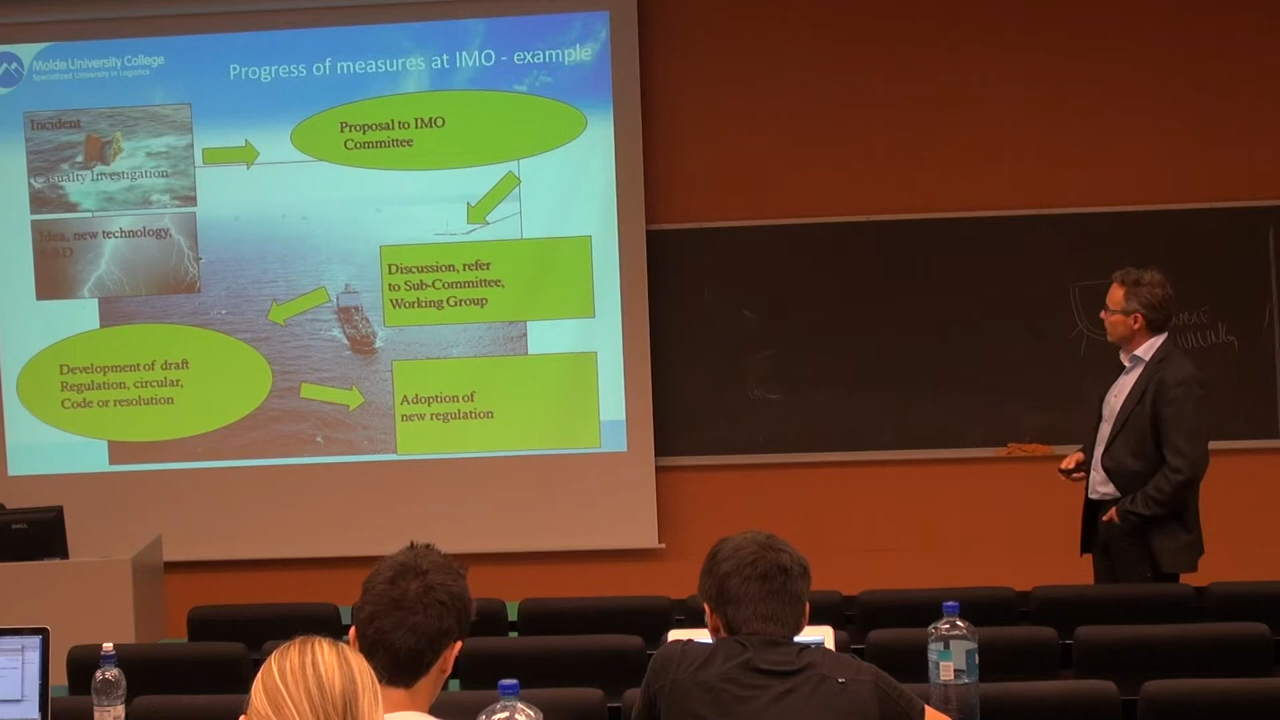 Molde University College
Specialized University in Logistics
Progress of measures at IMO - example
Incident
Casualty Investigation
Idea, new technology,
Proposal to IMO
Committee
Discussion, refer
to Sub-Committee,
Working Group
Development of draft
Regulation, circular,
Code or resolution
Adoption of
new regulation
DELL